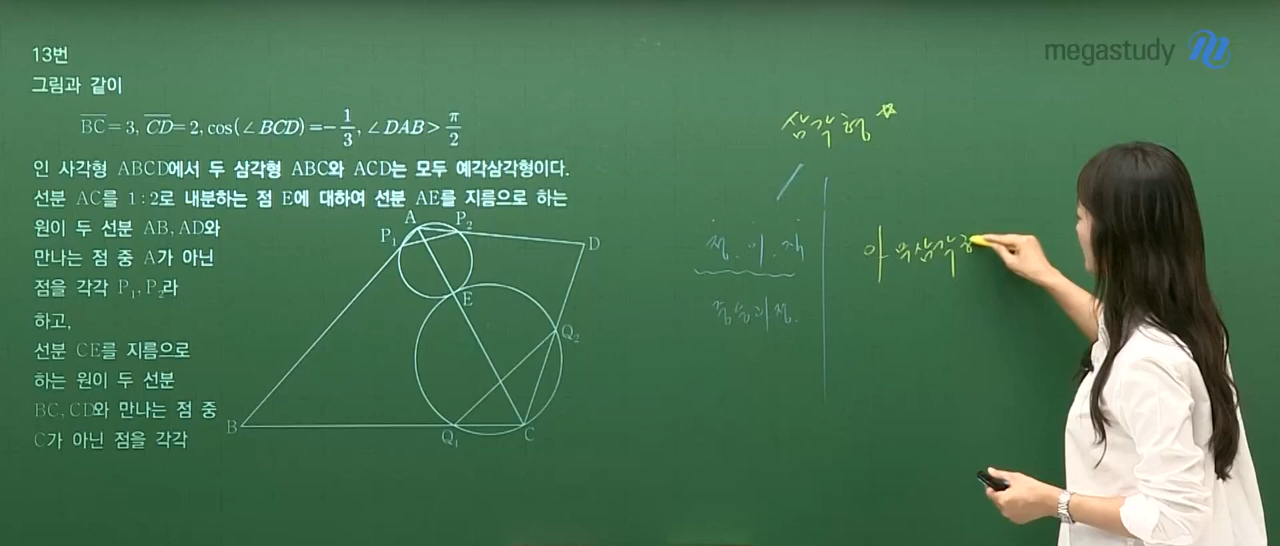 megastudy
13번
그림과 같이
BC=3, CD=2, cos(∠BCD)=-1/3, ∠DAB>π/2
인 사각형 ABCD에서 두 삼각형 ABC와 ACD는 모두 예각삼각형이다.
선분 AC를 1:2로 내분하는 점 E에 대하여 선분 AE를 지름으로 하는
원이 두 선분 AB, AD와
만나는 점 중 A가 아닌
점을 각각 P₁, P₂라
하고,
선분 CE를 지름으로
하는 원이 두 선분
BC, CD와 만나는 점 중
C가 아닌 점을 각각
A
P₂
P₁
D
E
Q₂
B
Q₁
C
삼각형 ☆
직.이.
아무삼각